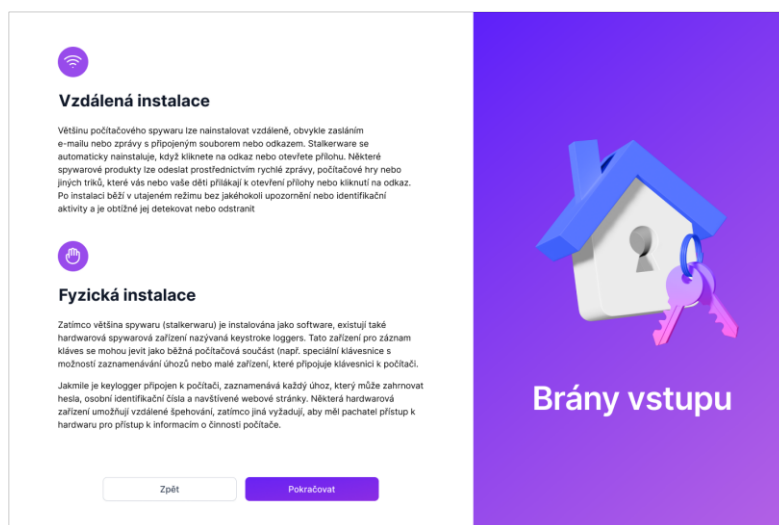 Vzdálená instalace
Většinu počítačového spywaru lze nainstalovat vzdáleně, obvykle zasláním
e-mailu nebo zprávy s připojeným souborem nebo odkazem. Stalkerware se
automaticky nainstaluje, když kliknete na odkaz nebo otevřete přílohu. Některé
spywarové produkty lze odeslat prostřednictvím rychlé zprávy, počítačové hry nebo
jiných triků, které vás nebo vaše děti přilákají k otevření přílohy nebo kliknutí na odkaz.
Po instalaci běží v utajeném režimu bez jakéhokoli upozornění nebo identifikační
aktivity a je obtížné jej detekovat nebo odstranit
Fyzická instalace
Zatímco většina spywaru (stalkerwaru) je instalována jako software, existují také
hardwarová spywarová zařízení nazývaná keystroke loggers. Tato zařízení pro záznam
kláves se mohou jevit jako běžná počítačová součást (např. speciální klávesnice s
možností zaznamenávání úhozů nebo malé zařízení, které připojuje klávesnici k počítači.
Jakmile je keylogger připojen k počítači, zaznamenává každý úhoz, který může zahrnovat
hesla, osobní identifikační čísla a navštívené webové stránky. Některá hardwarová
zařízení umožňují vzdálené špehování, zatímco jiná vyžadují, aby měl pachatel přístup k
hardwaru pro přístup k informacím o činnosti počítače.
Zpět
Pokračovat
Brány vstupu